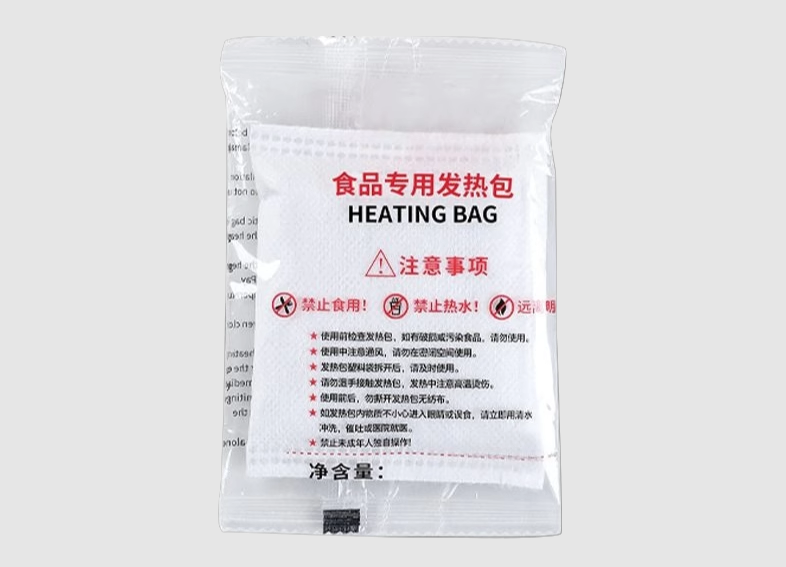 食品专用发热包
HEATING BAG
注意事项
禁止食用! 禁止热水! 远离明
★使用前检查发热包，如有破损或污染食品，请勿使用。
★使用中注意通风，请勿在密闭空间使用。
★发热包塑料袋拆开后，请及时使用。
★请勿湿手接触发热包，发热中注意高温烫伤。
★使用前后，勿撕开发热包无纺布。
★如发热包内物质不小心进入眼睛或误食，请立即用清水
冲洗，催吐或医院就医。
★禁止未成年人独自操作!
净含量：